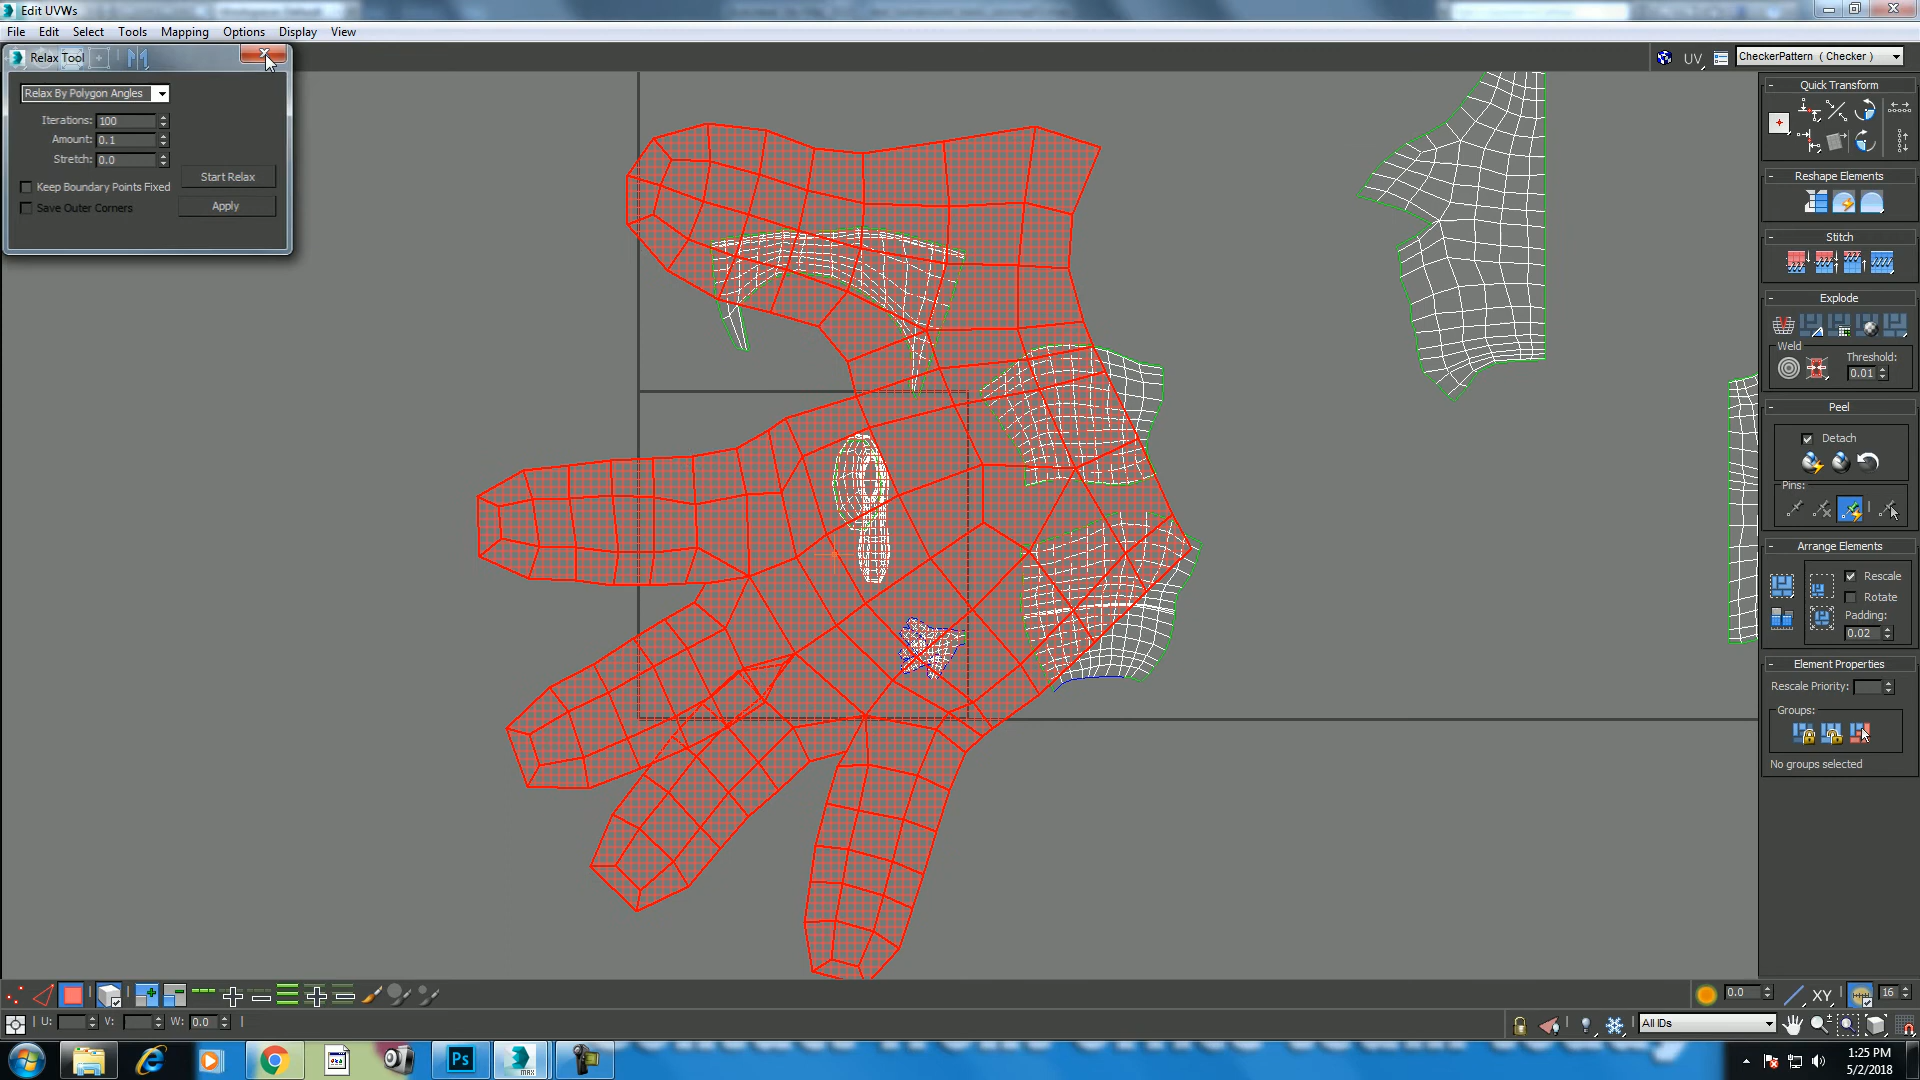 Edit UVWs
File Edit Select Tools Mapping Options Display View
Relax Tool
UV
CheckerPattern ( Checker )
Relax By Polygon Angles
Iterations: 100
Amount: 0.1
Stretch: 0.0
Start Relax
Keep Boundary Points Fixed
Apply
Save Outer Corners
Quick Transform
Reshape Elements
Stitch
Explode
Weld
Threshold:
0.01
Peel
Detach
Pins:
Arrange Elements
Rescale
Rotate
Padding:
0.02
Element Properties
Rescale Priority:
Groups:
No groups selected
0.0
XY
16
U: V: W: 0.0
All IDs
Ps
MAX
1:25 PM
5/2/2018